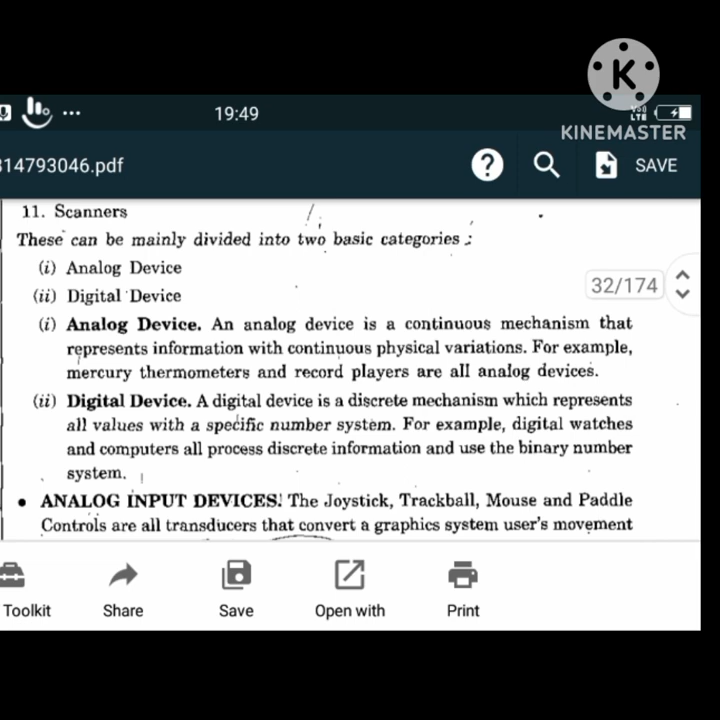 19:49
VoD
LTE
KINEMASTER
314793046.pdf
SAVE
11. Scanners
These can be mainly divided into two basic categories :
(i) Analog Device
(ii) Digital Device
32/174
(i) Analog Device. An analog device is a continuous mechanism that
represents information with continuous physical variations. For example,
mercury thermometers and record players are all analog devices.
(ii) Digital Device. A digital device is a discrete mechanism which represents
all values with a specific number system. For example, digital watches
and computers all process discrete information and use the binary number
system.
• ANALOG INPUT DEVICES. The Joystick, Trackball, Mouse and Paddle
Controls are all transducers that convert a graphics system user's movement
Toolkit
Share
Save
Open with
Print